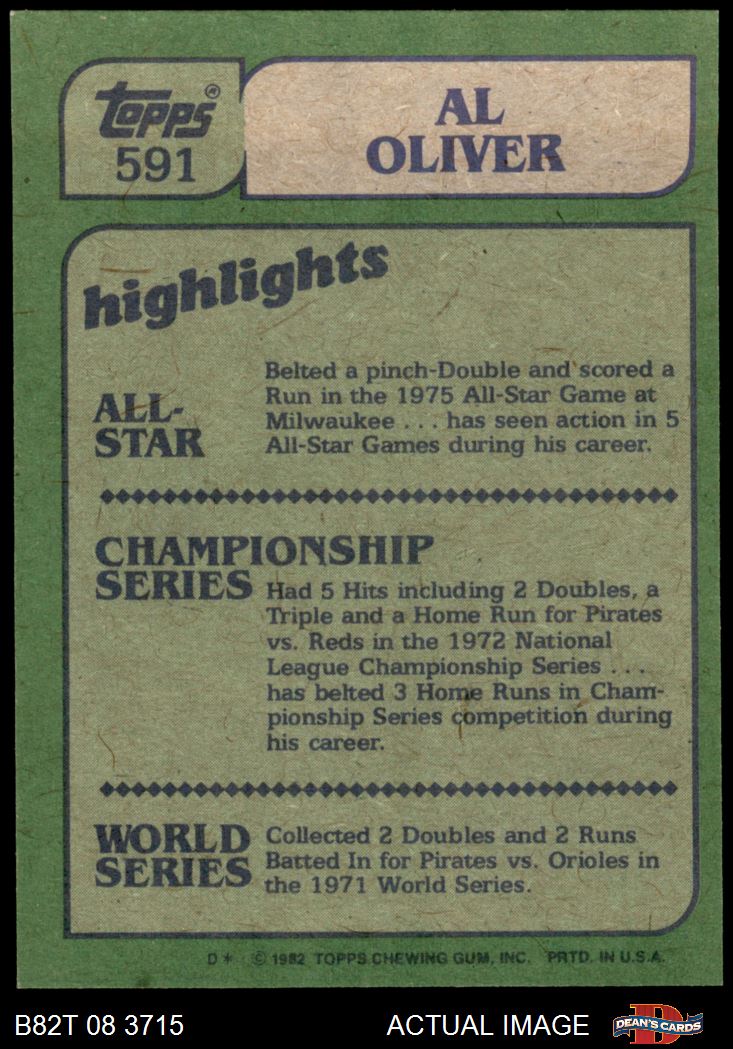 topps®
591
AL
OLIVER
highlights
ALL-
STAR
Belted a pinch-Double and scored a
Run in the 1975 All-Star Game at
Milwaukee . . . has seen action in 5
All-Star Games during his career.
CHAMPIONSHIP
SERIES
Had 5 Hits including 2 Doubles, a
Triple and a Home Run for Pirates
vs. Reds in the 1972 National
League Championship Series . . .
has belted 3 Home Runs in Cham-
pionship Series competition during
his career.
WORLD
SERIES
Collected 2 Doubles and 2 Runs
Batted In for Pirates vs. Orioles in
the 1971 World Series.
D* © 1982 TOPPS CHEWING GUM, INC. PRTD. IN U.S.A.
B82T 08 3715 ACTUAL IMAGE
D
DEAN'S CARDS